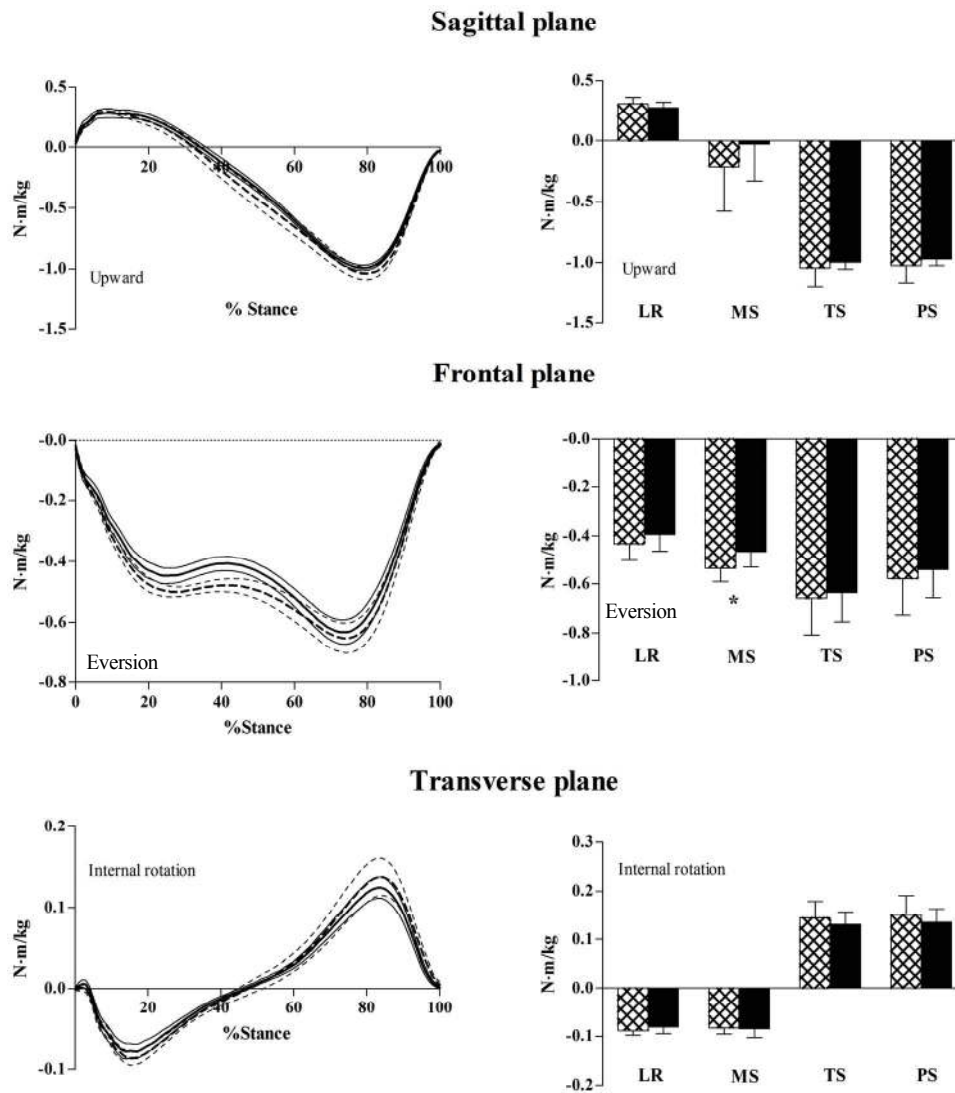 Sagittal plane
0.5
0.0
-0.5
-1.0
-1.5
N·m/kg
20
40
60
80
100
Upward
% Stance
0.5
0.0
-0.5
-1.0
-1.5
N·m/kg
Upward
LR
MS
TS
PS
Frontal plane
-0.0
-0.2
-0.4
-0.6
-0.8
N·m/kg
Eversion
0
20
40
60
80
100
%Stance
-0.0
-0.2
-0.4
-0.6
-0.8
-1.0
N·m/kg
Eversion
*
LR
MS
TS
PS
Transverse plane
0.2
0.1
0.0
-0.1
N·m/kg
Internal rotation
20
40
60
80
100
%Stance
0.3
0.2
0.1
0.0
-0.1
-0.2
N·m/kg
Internal rotation
LR
MS
TS
PS